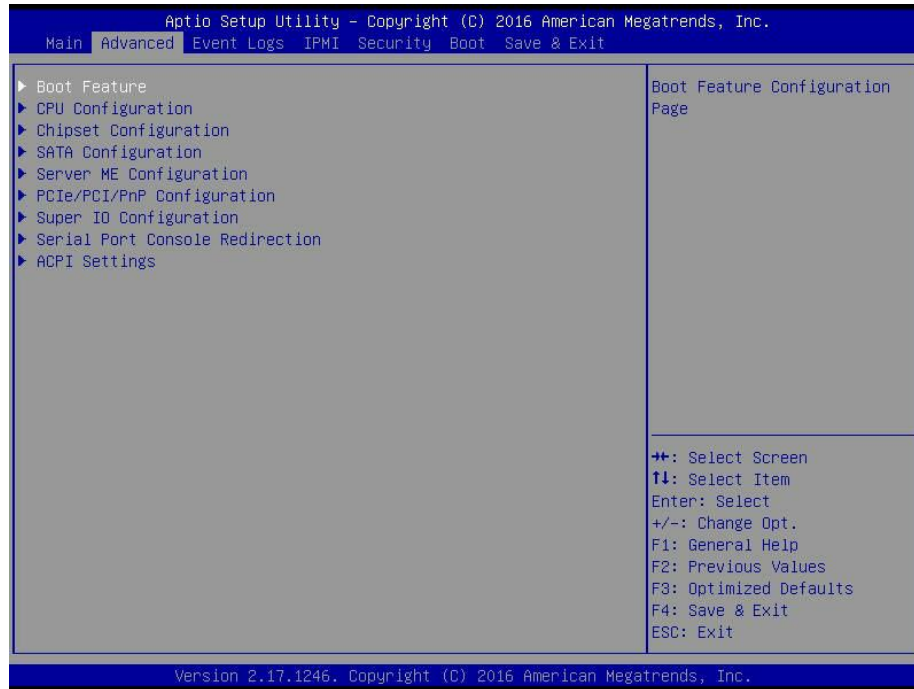 Aptio Setup Utility – Copyright (C) 2016 American Megatrends, Inc.
Main Advanced Event Logs IPMI Security Boot Save & Exit
Boot Feature
CPU Configuration
Chipset Configuration
SATA Configuration
Server ME Configuration
PCIe/PCI/PnP Configuration
Super IO Configuration
Serial Port Console Redirection
ACPI Settings
Boot Feature Configuration
Page
→←: Select Screen
↑↓: Select Item
Enter: Select
+/-: Change Opt.
F1: General Help
F2: Previous Values
F3: Optimized Defaults
F4: Save & Exit
ESC: Exit
Version 2.17.1246. Copyright (C) 2016 American Megatrends, Inc.